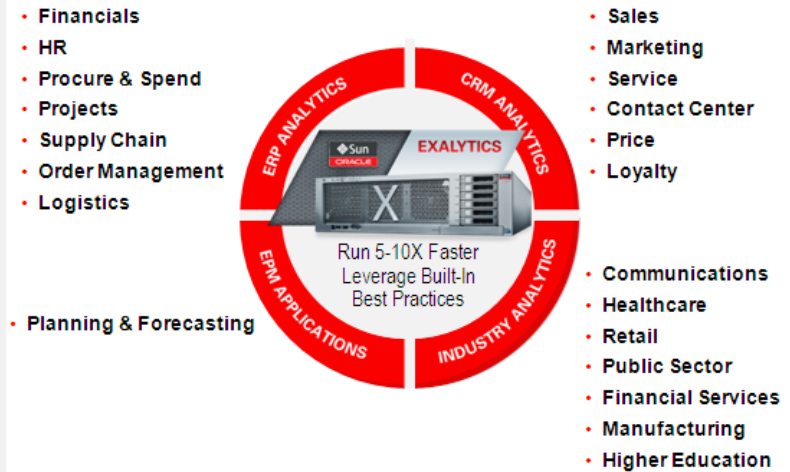 • Financials
• HR
• Procure & Spend
• Projects
• Supply Chain
• Order Management
• Logistics
• Sales
• Marketing
• Service
• Contact Center
• Price
• Loyalty
ERP ANALYTICS
CRM ANALYTICS
Sun
ORACLE
EXALYTICS
X
Run 5-10X Faster
Leverage Built-In
Best Practices
EPM APPLICATIONS
INDUSTRY ANALYTICS
• Planning & Forecasting
• Communications
• Healthcare
• Retail
• Public Sector
• Financial Services
• Manufacturing
• Higher Education